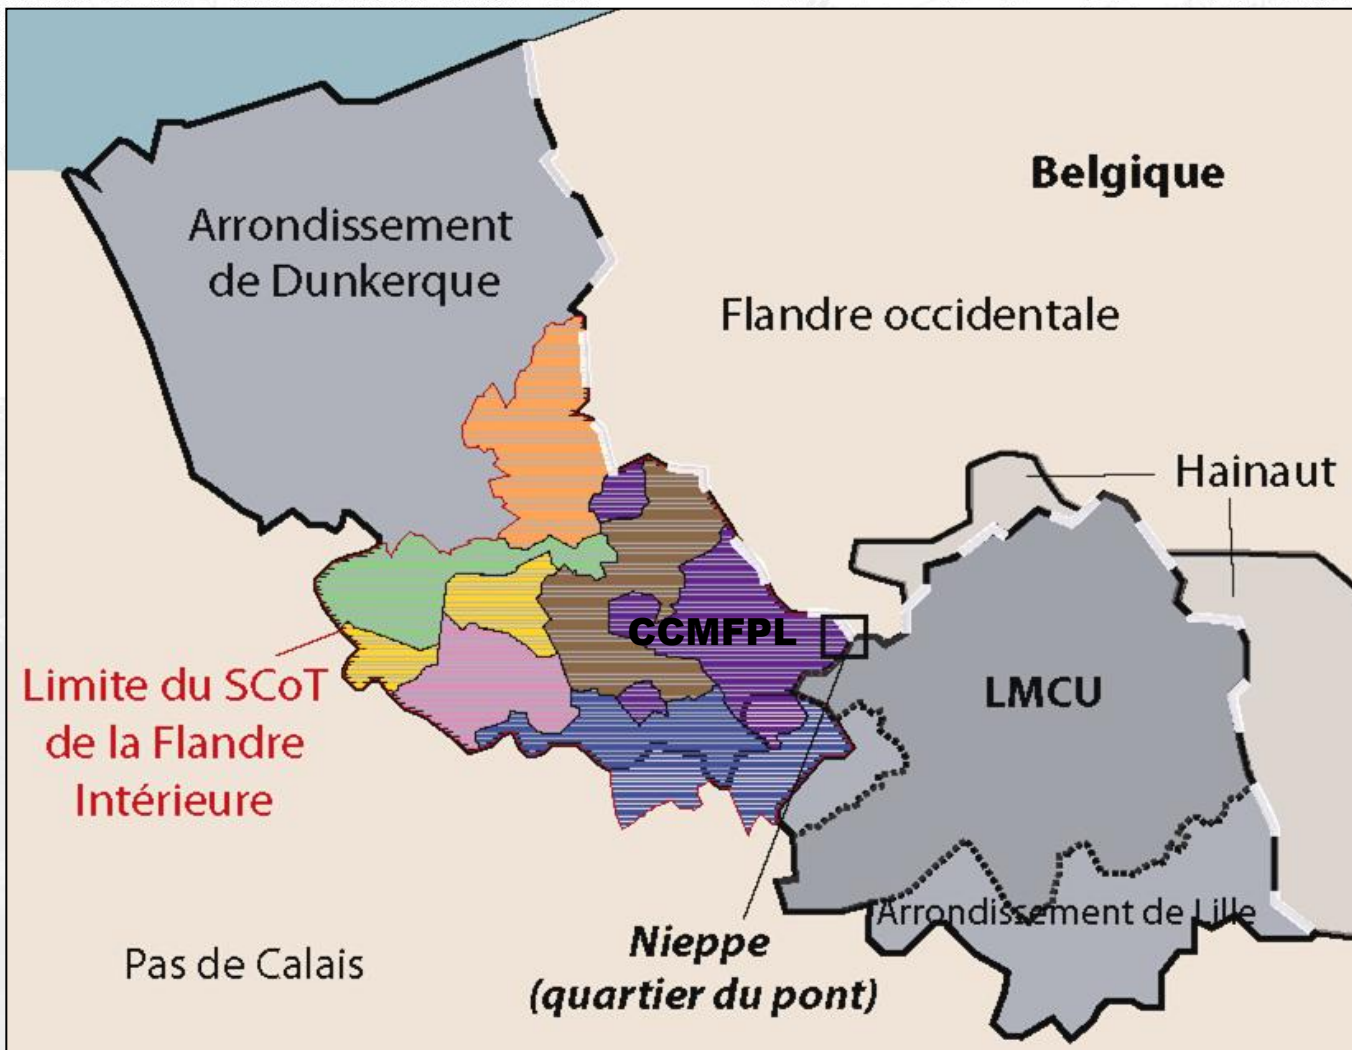 Belgique
Arrondissement
de Dunkerque
Flandre occidentale
Hainaut
CCMFPL
Limite du SCoT
de la Flandre
Intérieure
LMCU
Arrondissement de Lille
Nieppe
(quartier du pont)
Pas de Calais